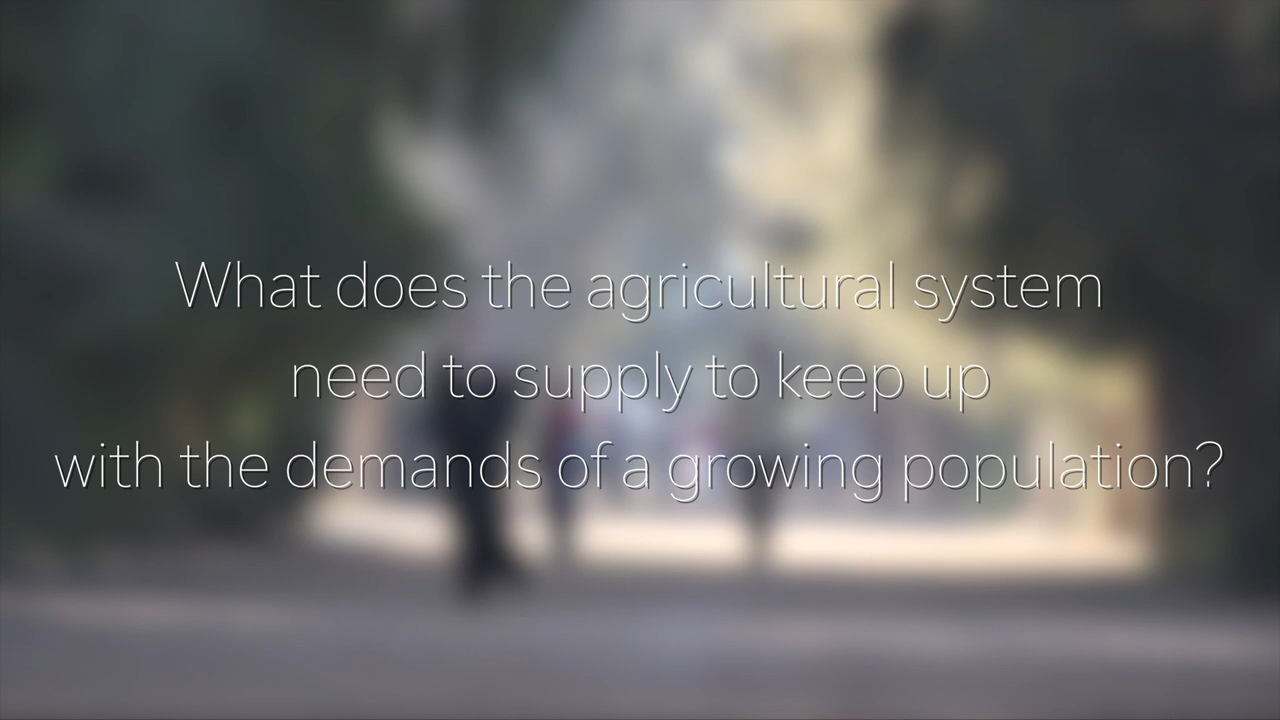 What does the agricultural system
need to supply to keep up
with the demands of a growing population?